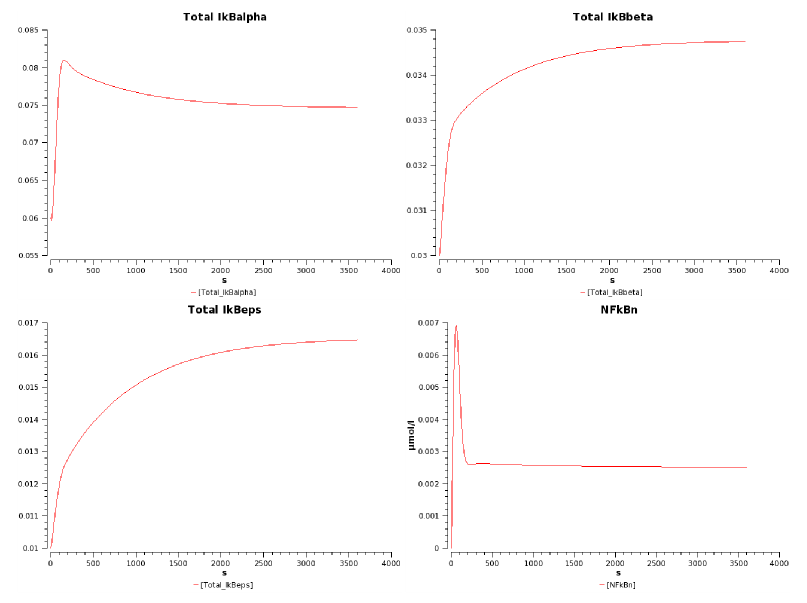 Total IkBalpha
0.085
0.08
0.075
0.07
0.065
0.06
0.055
0 500 1000 1500 2000 2500 3000 3500 4000
s
[Total_IkBalpha]
Total IkBbeta
0.035
0.034
0.033
0.032
0.031
0.03
0 500 1000 1500 2000 2500 3000 3500 4000
s
[Total_IkBbeta]
Total IkBeps
0.017
0.016
0.015
0.014
0.013
0.012
0.011
0.01
0 500 1000 1500 2000 2500 3000 3500 4000
s
[Total_IkBeps]
NFkBn
0.007
0.006
0.005
0.004
0.003
0.002
0.001
0
µmol/l
0 500 1000 1500 2000 2500 3000 3500 4000
s
[NFkBn]